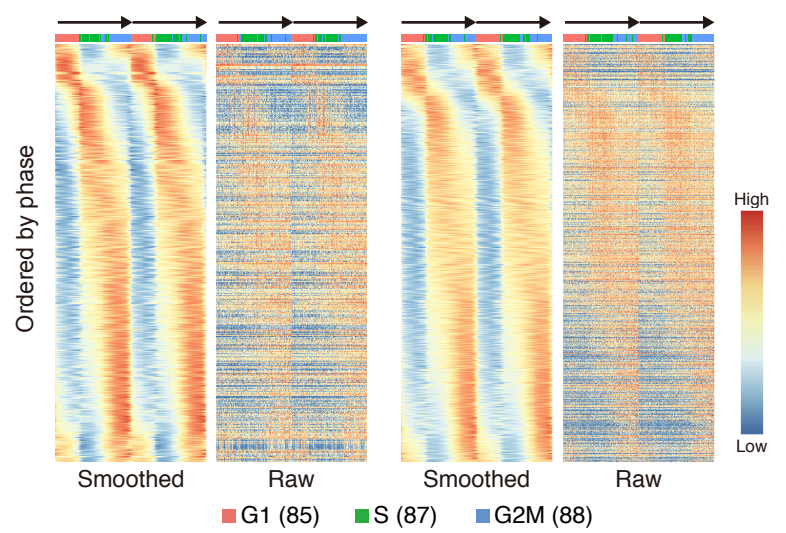 Ordered by phase
High
Low
Smoothed
Raw
Smoothed
Raw
G1 (85)
S (87)
G2M (88)